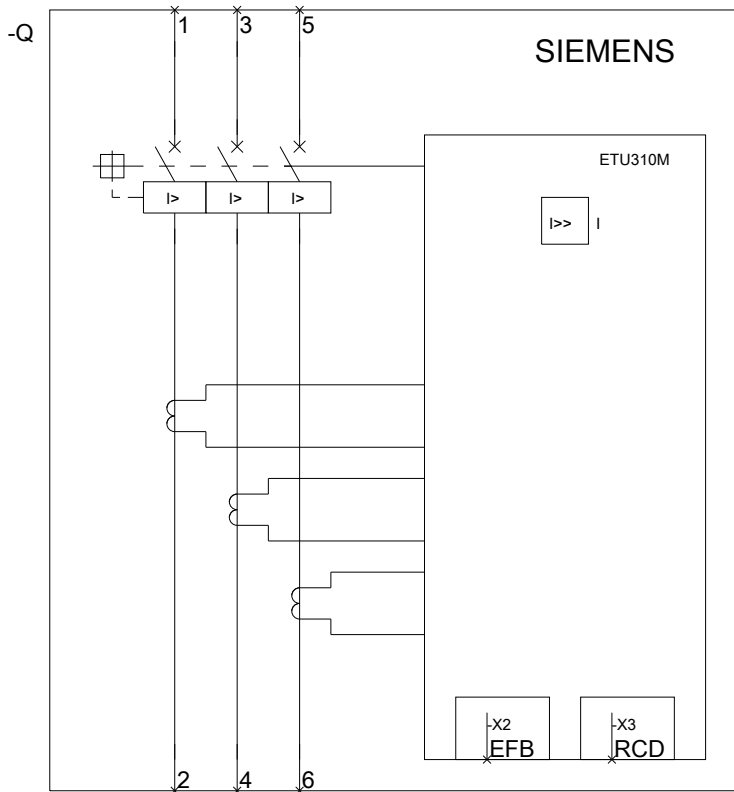 -Q
1 3 5
SIEMENS
ETU310M
I> I> I>
I>> I
-X2 -X3
EFB RCD
2 4 6